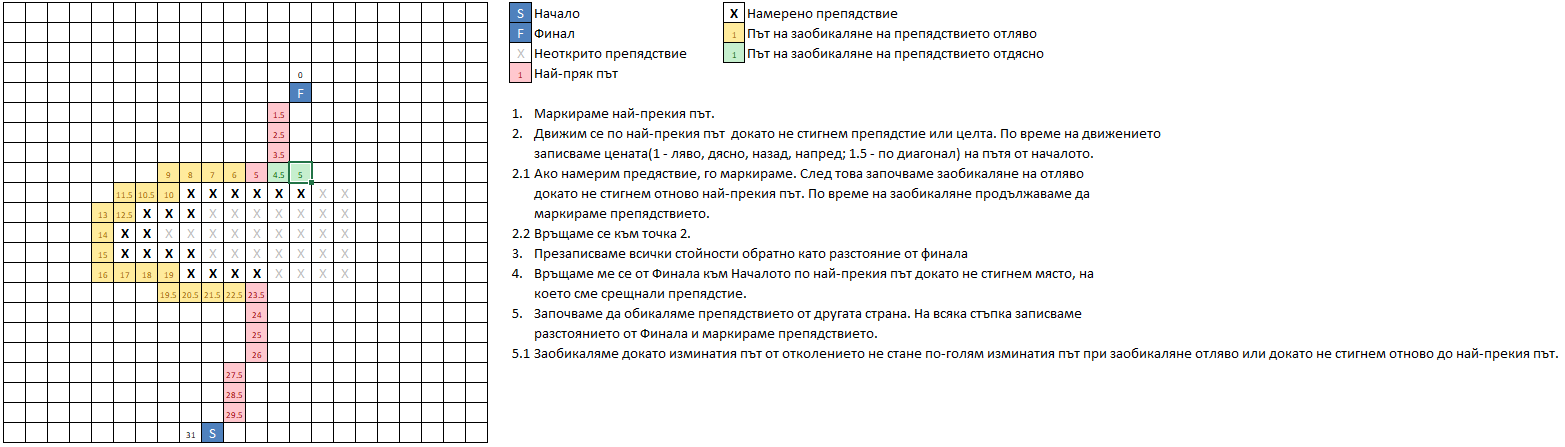 S Начало
X Намерено препядствие
F Финал
1 Път на заобикаляне на препядствието отляво
X Неоткрито препядствие
1 Път на заобикаляне на препядствието отдясно
1 Най-пряк път
0
F
1.5
2.5
3.5
9 8 7 6 5 4.5 5
11.5 10.5 10 X X X X X X X X
13 12.5 X X X X X X X X X X
14 X X X X X X X X X X X
15 X X X X X X X X X X X
16 17 18 19 X X X X X X X X
19.5 20.5 21.5 22.5 23.5
24
25
26
27.5
28.5
29.5
31 S
1. Маркираме най-прекия път.
2. Движим се по най-прекия път докато не стигнем препядстие или целта. По време на движението
записваме цената(1 - ляво, дясно, назад, напред; 1.5 - по диагонал) на пътя от началото.
2.1 Ако намерим предяствие, го маркираме. След това започваме заобикаляне на отляво
докато не стигнем отново най-прекия път. По време на заобикаляне продължаваме да
маркираме препядствието.
2.2 Връщаме се към точка 2.
3. Презаписваме всички стойности обратно като разстояние от финала
4. Връщаме ме се от Финала към Началото по най-прекия път докато не стигнем място, на
което сме срещнали препядстие.
5. Започваме да обикаляме препядствието от другата страна. На всяка стъпка записваме
разстоянието от Финала и маркираме препядствието.
5.1 Заобикаляме докато изминатия път от отколението не стане по-голям изминатия път при заобикаляне отляво или докато не стигнем отново до най-прекия път.